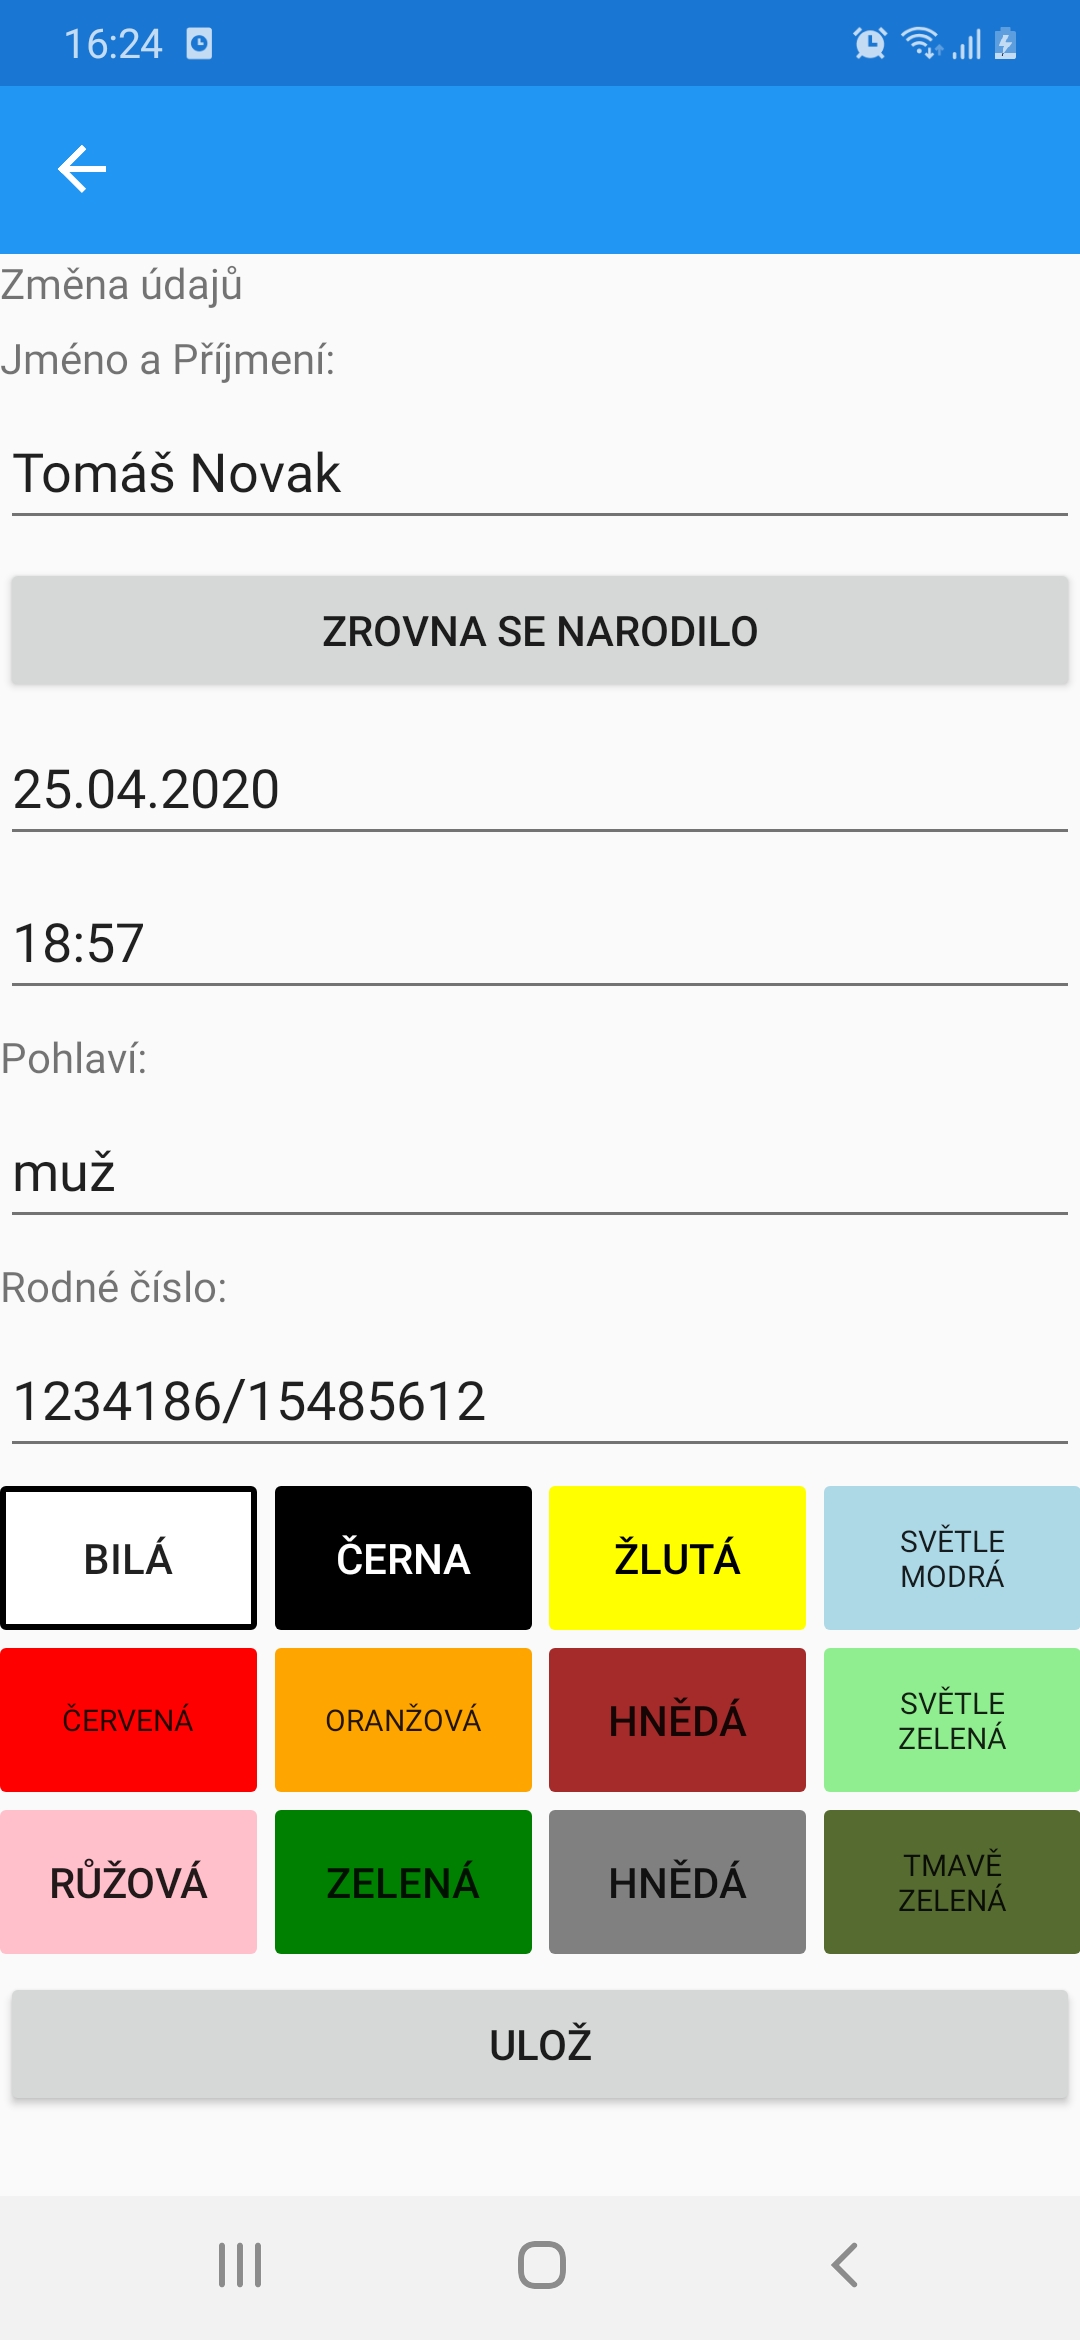 16:24
Změna údajů
Jméno a Příjmení:
Tomáš Novak
ZROVNA SE NARODILO
25.04.2020
18:57
Pohlaví:
muž
Rodné číslo:
1234186/15485612
BILÁ
ČERNA
ŽLUTÁ
SVĚTLE
MODRÁ
ČERVENÁ
ORANŽOVÁ
HNĚDÁ
SVĚTLE
ZELENÁ
RŮŽOVÁ
ZELENÁ
HNĚDÁ
TMAVĚ
ZELENÁ
ULOŽ